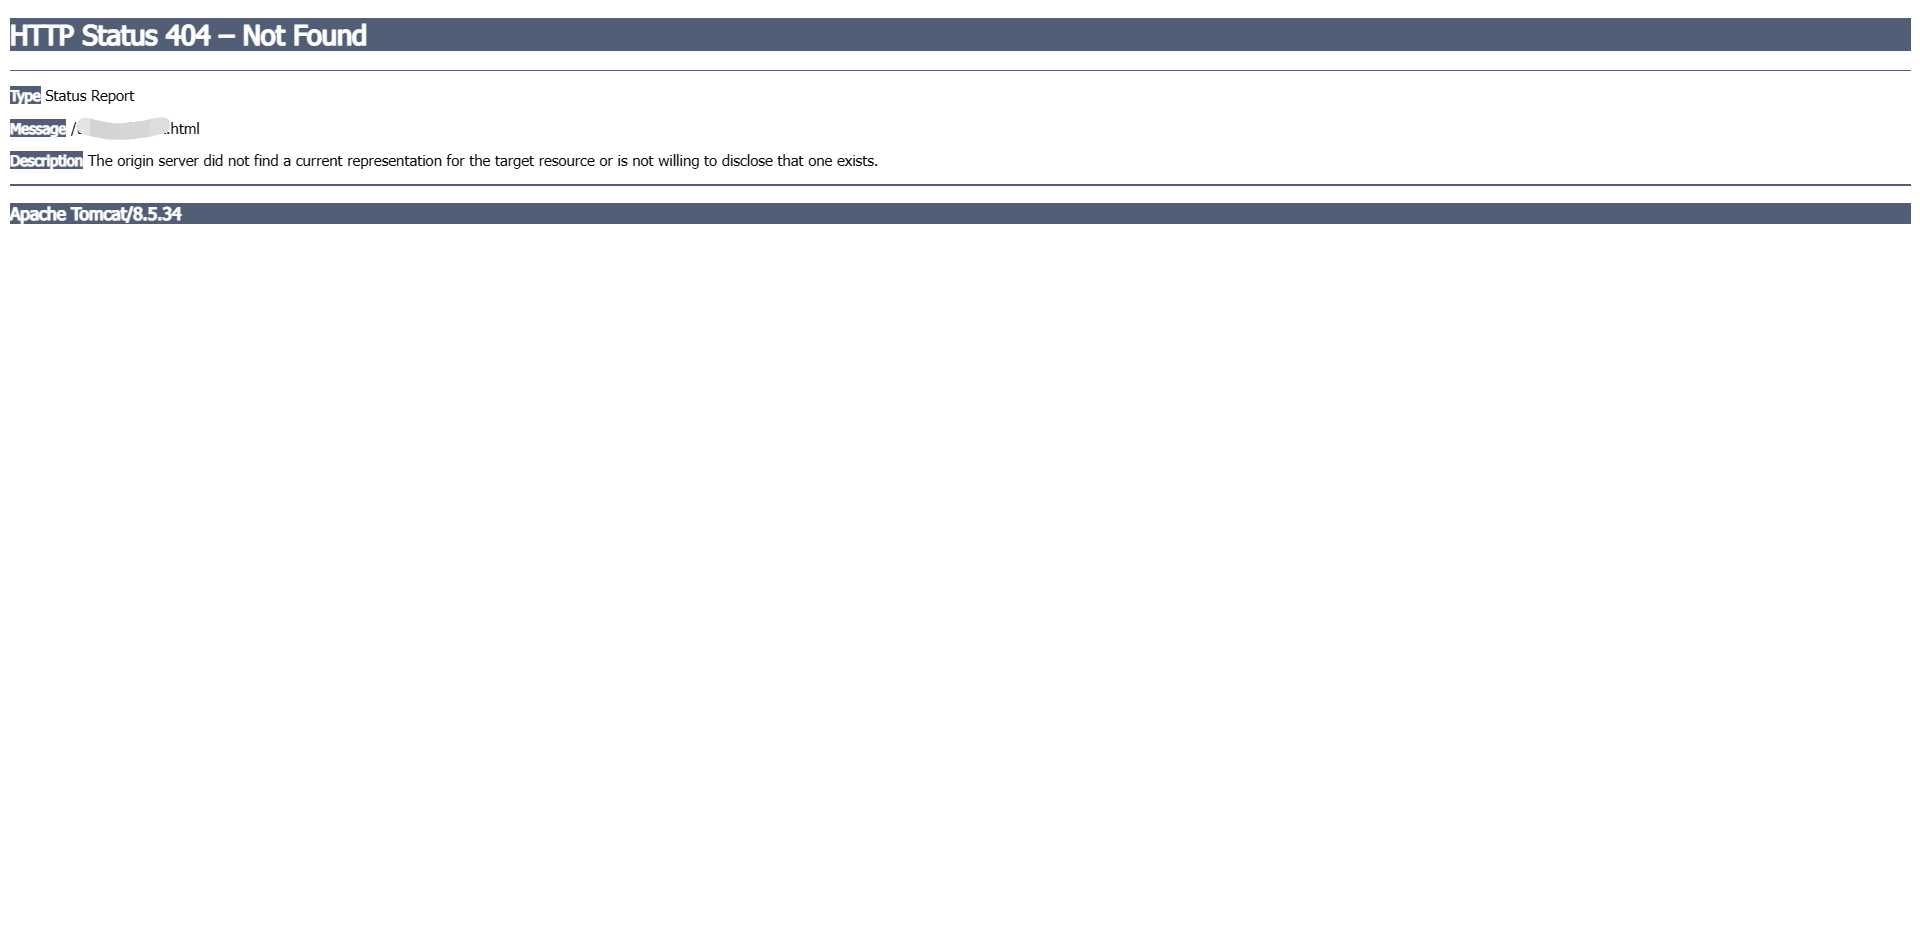 HTTP Status 404 – Not Found
Type Status Report
Message / .html
Description The origin server did not find a current representation for the target resource or is not willing to disclose that one exists.
Apache Tomcat/8.5.34